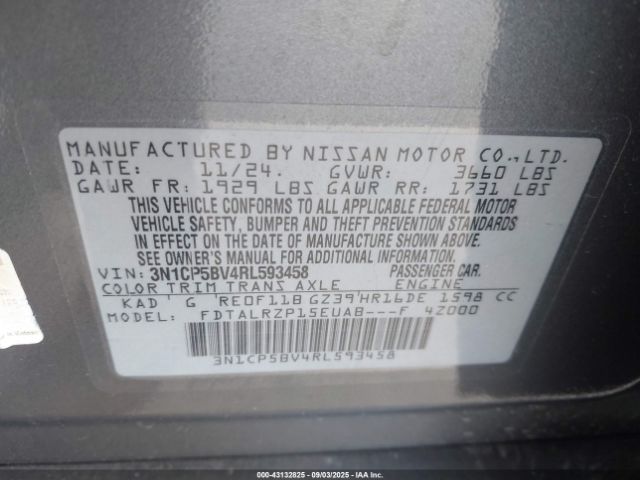 MANUFACTURED BY NISSAN MOTOR CO.,LTD.
DATE: 11/24. GVWR: 3660 LBS
GAWR FR: 1929 LBS GAWR RR: 1731 LBS
THIS VEHICLE CONFORMS TO ALL APPLICABLE FEDERAL MOTOR
VEHICLE SAFETY, BUMPER AND THEFT PREVENTION STANDARDS
IN EFFECT ON THE DATE OF MANUFACTURE SHOWN ABOVE.
SEE OWNER'S MANUAL FOR ADDITIONAL INFORMATION.
VIN: 3N1CP5BV4RL593458 PASSENGER CAR.
COLOR TRIM TRANS AXLE ENGINE
KAD G RE0F11B GZ39 HR16DE 1598 CC
MODEL: FDTALRZP15EUAB---F 4Z000
3N1CP5BV4RL593458
000-43132825 - 09/03/2025 - IAAI.COM